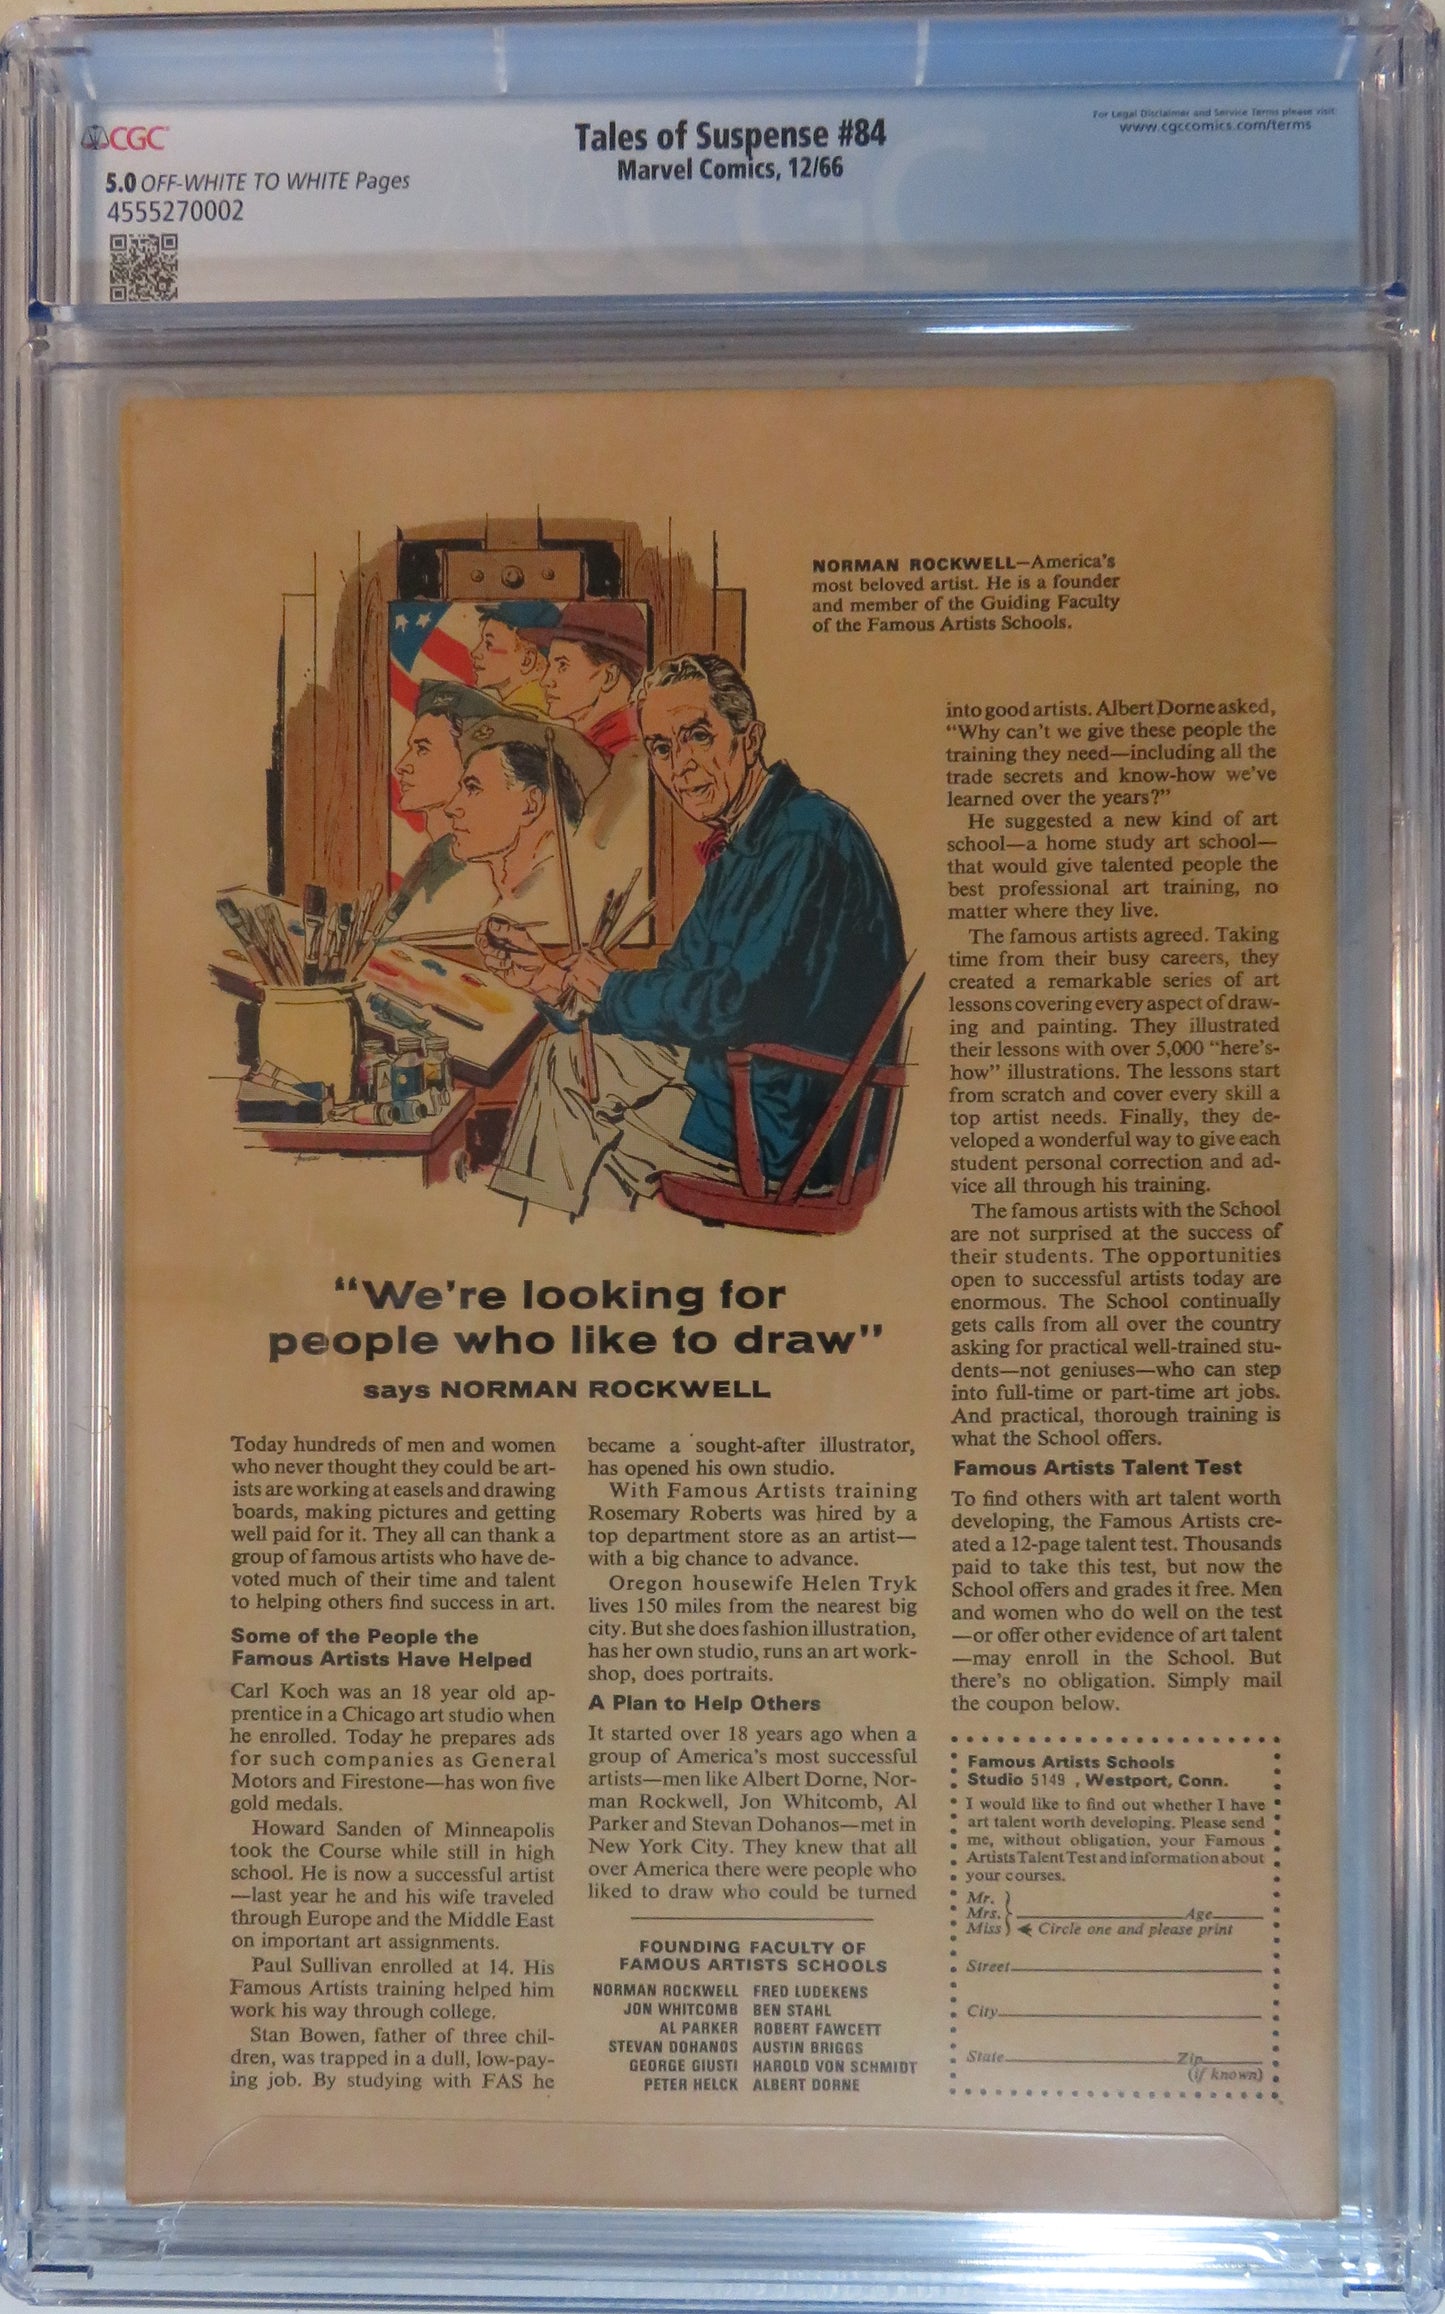 CGC
5.0 OFF-WHITE TO WHITE Pages
4555270002
Tales of Suspense #84
Marvel Comics, 12/66
For Legal Disclaimer and Service Terms please visit:
www.cgccomics.com/terms
NORMAN ROCKWELL—America's
most beloved artist. He is a founder
and member of the Guiding Faculty
of the Famous Artists Schools.
"We're looking for
people who like to draw"
says NORMAN ROCKWELL
Today hundreds of men and women
who never thought they could be art-
ists are working at easels and drawing
boards, making pictures and getting
well paid for it. They all can thank a
group of famous artists who have de-
voted much of their time and talent
to helping others find success in art.
Some of the People the
Famous Artists Have Helped
Carl Koch was an 18 year old ap-
prentice in a Chicago art studio when
he enrolled. Today he prepares ads
for such companies as General
Motors and Firestone—has won five
gold medals.
Howard Sanden of Minneapolis
took the Course while still in high
school. He is now a successful artist
—last year he and his wife traveled
through Europe and the Middle East
on important art assignments.
Paul Sullivan enrolled at 14. His
Famous Artists training helped him
work his way through college.
Stan Bowen, father of three chil-
dren, was trapped in a dull, low-pay-
ing job. By studying with FAS he
became a sought-after illustrator,
has opened his own studio.
With Famous Artists training
Rosemary Roberts was hired by a
top department store as an artist—
with a big chance to advance.
Oregon housewife Helen Tryk
lives 150 miles from the nearest big
city. But she does fashion illustration,
has her own studio, runs an art work-
shop, does portraits.
A Plan to Help Others
It started over 18 years ago when a
group of America's most successful
artists—men like Albert Dorne, Nor-
man Rockwell, Jon Whitcomb, Al
Parker and Stevan Dohanos—met in
New York City. They knew that all
over America there were people who
liked to draw who could be turned
FOUNDING FACULTY OF
FAMOUS ARTISTS SCHOOLS
NORMAN ROCKWELL FRED LUDEKENS
JON WHITCOMB BEN STAHL
AL PARKER ROBERT FAWCETT
STEVAN DOHANOS AUSTIN BRIGGS
GEORGE GIUSTI HAROLD VON SCHMIDT
PETER HELCK ALBERT DORNE
into good artists. Albert Dorne asked,
"Why can't we give these people the
training they need—including all the
trade secrets and know-how we've
learned over the years?"
He suggested a new kind of art
school—a home study art school—
that would give talented people the
best professional art training, no
matter where they live.
The famous artists agreed. Taking
time from their busy careers, they
created a remarkable series of art
lessons covering every aspect of draw-
ing and painting. They illustrated
their lessons with over 5,000 "here's-
how" illustrations. The lessons start
from scratch and cover every skill a
top artist needs. Finally, they de-
veloped a wonderful way to give each
student personal correction and ad-
vice all through his training.
The famous artists with the School
are not surprised at the success of
their students. The opportunities
open to successful artists today are
enormous. The School continually
gets calls from all over the country
asking for practical well-trained stu-
dents—not geniuses—who can step
into full-time or part-time art jobs.
And practical, thorough training is
what the School offers.
Famous Artists Talent Test
To find others with art talent worth
developing, the Famous Artists cre-
ated a 12-page talent test. Thousands
paid to take this test, but now the
School offers and grades it free. Men
and women who do well on the test
—or offer other evidence of art talent
—may enroll in the School. But
there's no obligation. Simply mail
the coupon below.
Famous Artists Schools
Studio 5149 , Westport, Conn.
I would like to find out whether I have
art talent worth developing. Please send
me, without obligation, your Famous
Artists Talent Test and information about
your courses.
Mr.
Mrs. Age
Miss Circle one and please print
Street
City
State Zip
(if known)